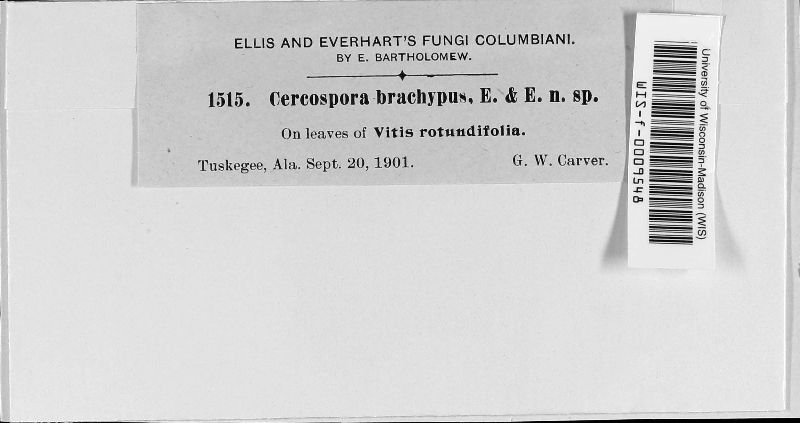 ELLIS AND EVERHART'S FUNGI COLUMBIANI.
BY E. BARTHOLOMEW.
1515. Cercospora brachypus, E. & E. n. sp.
On leaves of Vitis rotundifolia.
Tuskegee, Ala. Sept. 20, 1901. G. W. Carver.
University of Wisconsin-Madison (WIS)
WIS-f-0009548